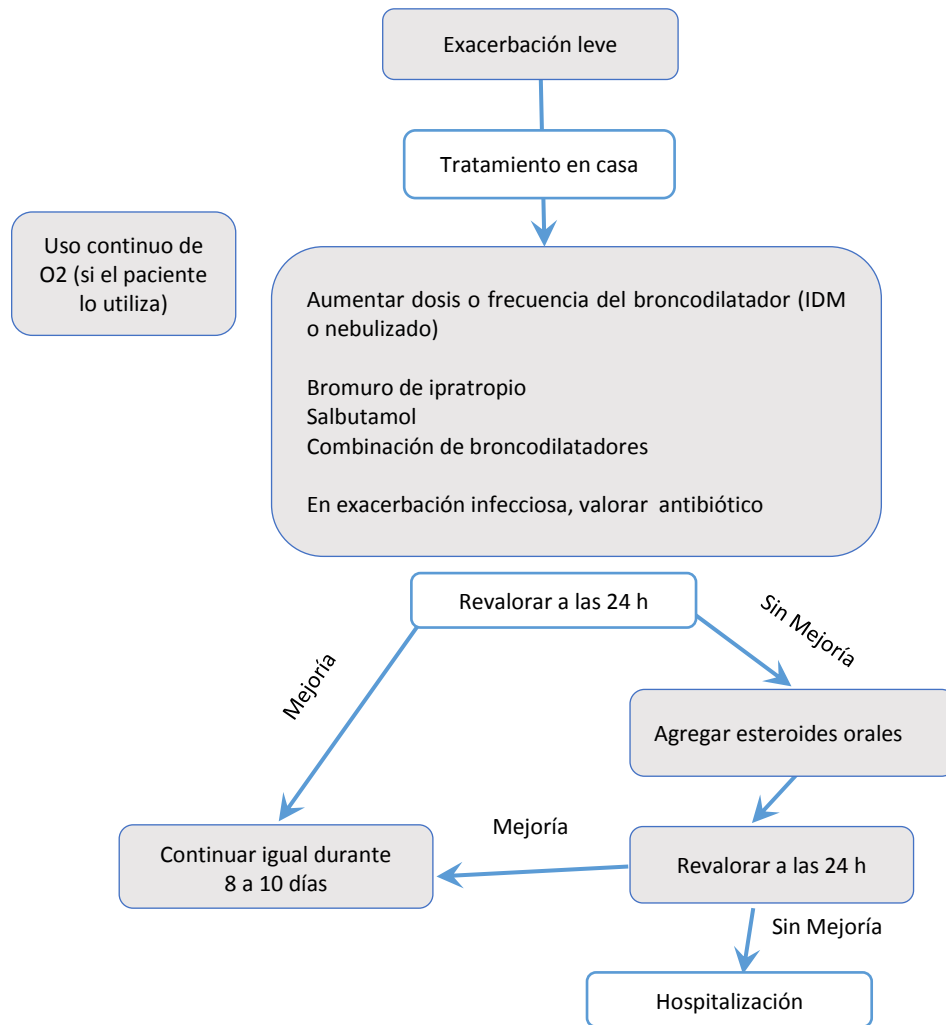 Exacerbación leve
Tratamiento en casa
Uso continuo de
O2 (si el paciente
lo utiliza)
Aumentar dosis o frecuencia del broncodilatador (IDM
o nebulizado)
Bromuro de ipratropio
Salbutamol
Combinación de broncodilatadores
En exacerbación infecciosa, valorar antibiótico
Revalorar a las 24 h
Sin Mejoría
Mejoría
Agregar esteroides orales
Mejoría
Continuar igual durante
8 a 10 días
Revalorar a las 24 h
Sin Mejoría
Hospitalización